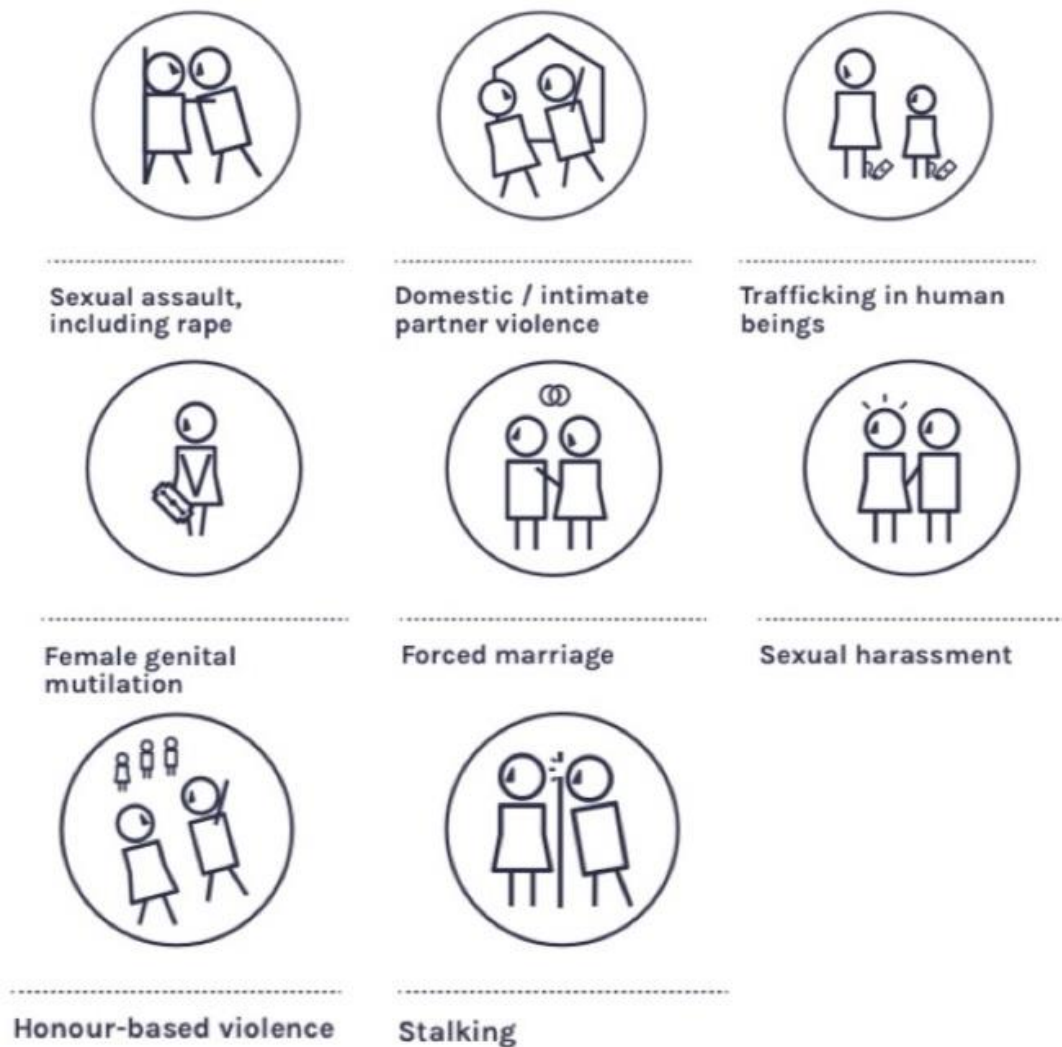 Sexual assault,
including rape
Domestic / intimate
partner violence
Trafficking in human
beings
Female genital
mutilation
Forced marriage
Sexual harassment
Honour-based violence
Stalking